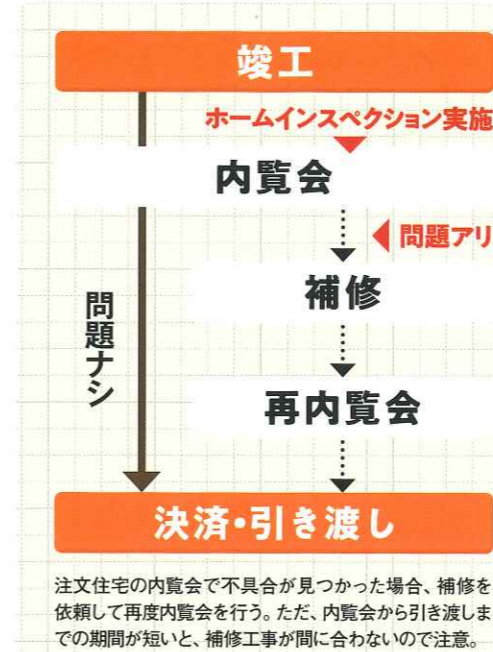 竣工
ホームインスペクション実施
内覧会
問題アリ
補修
問題ナシ
再内覧会
決済・引き渡し
注文住宅の内覧会で不具合が見つかった場合、補修を
依頼して再度内覧会を行う。ただ、内覧会から引き渡しま
での期間が短いと、補修工事が間に合わないので注意。